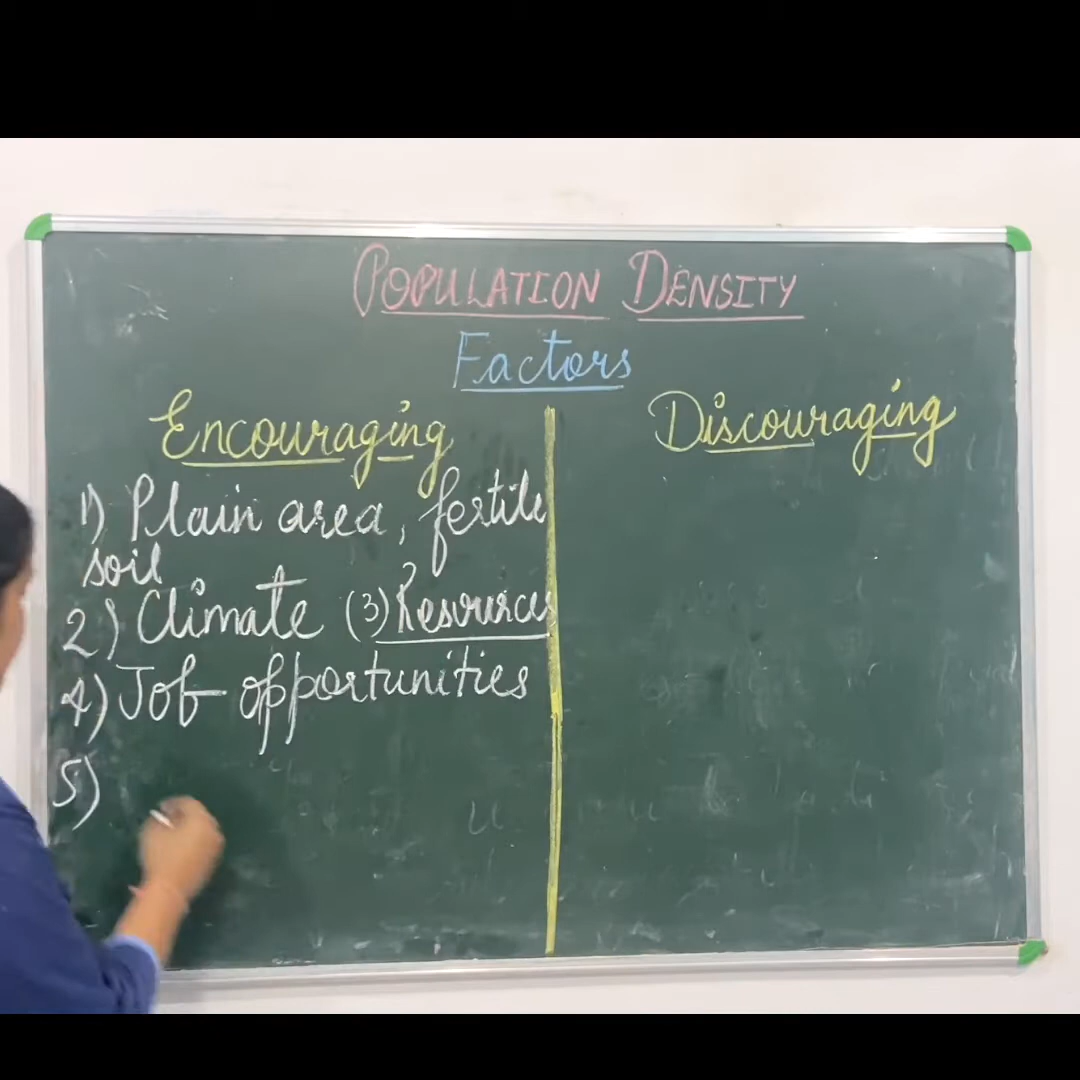 POPULATION DENSITY
Factors
Encouraging
1) Plain area, fertile
soil
2) Climate (3) Resources
4) Job opportunities
5)
Discouraging